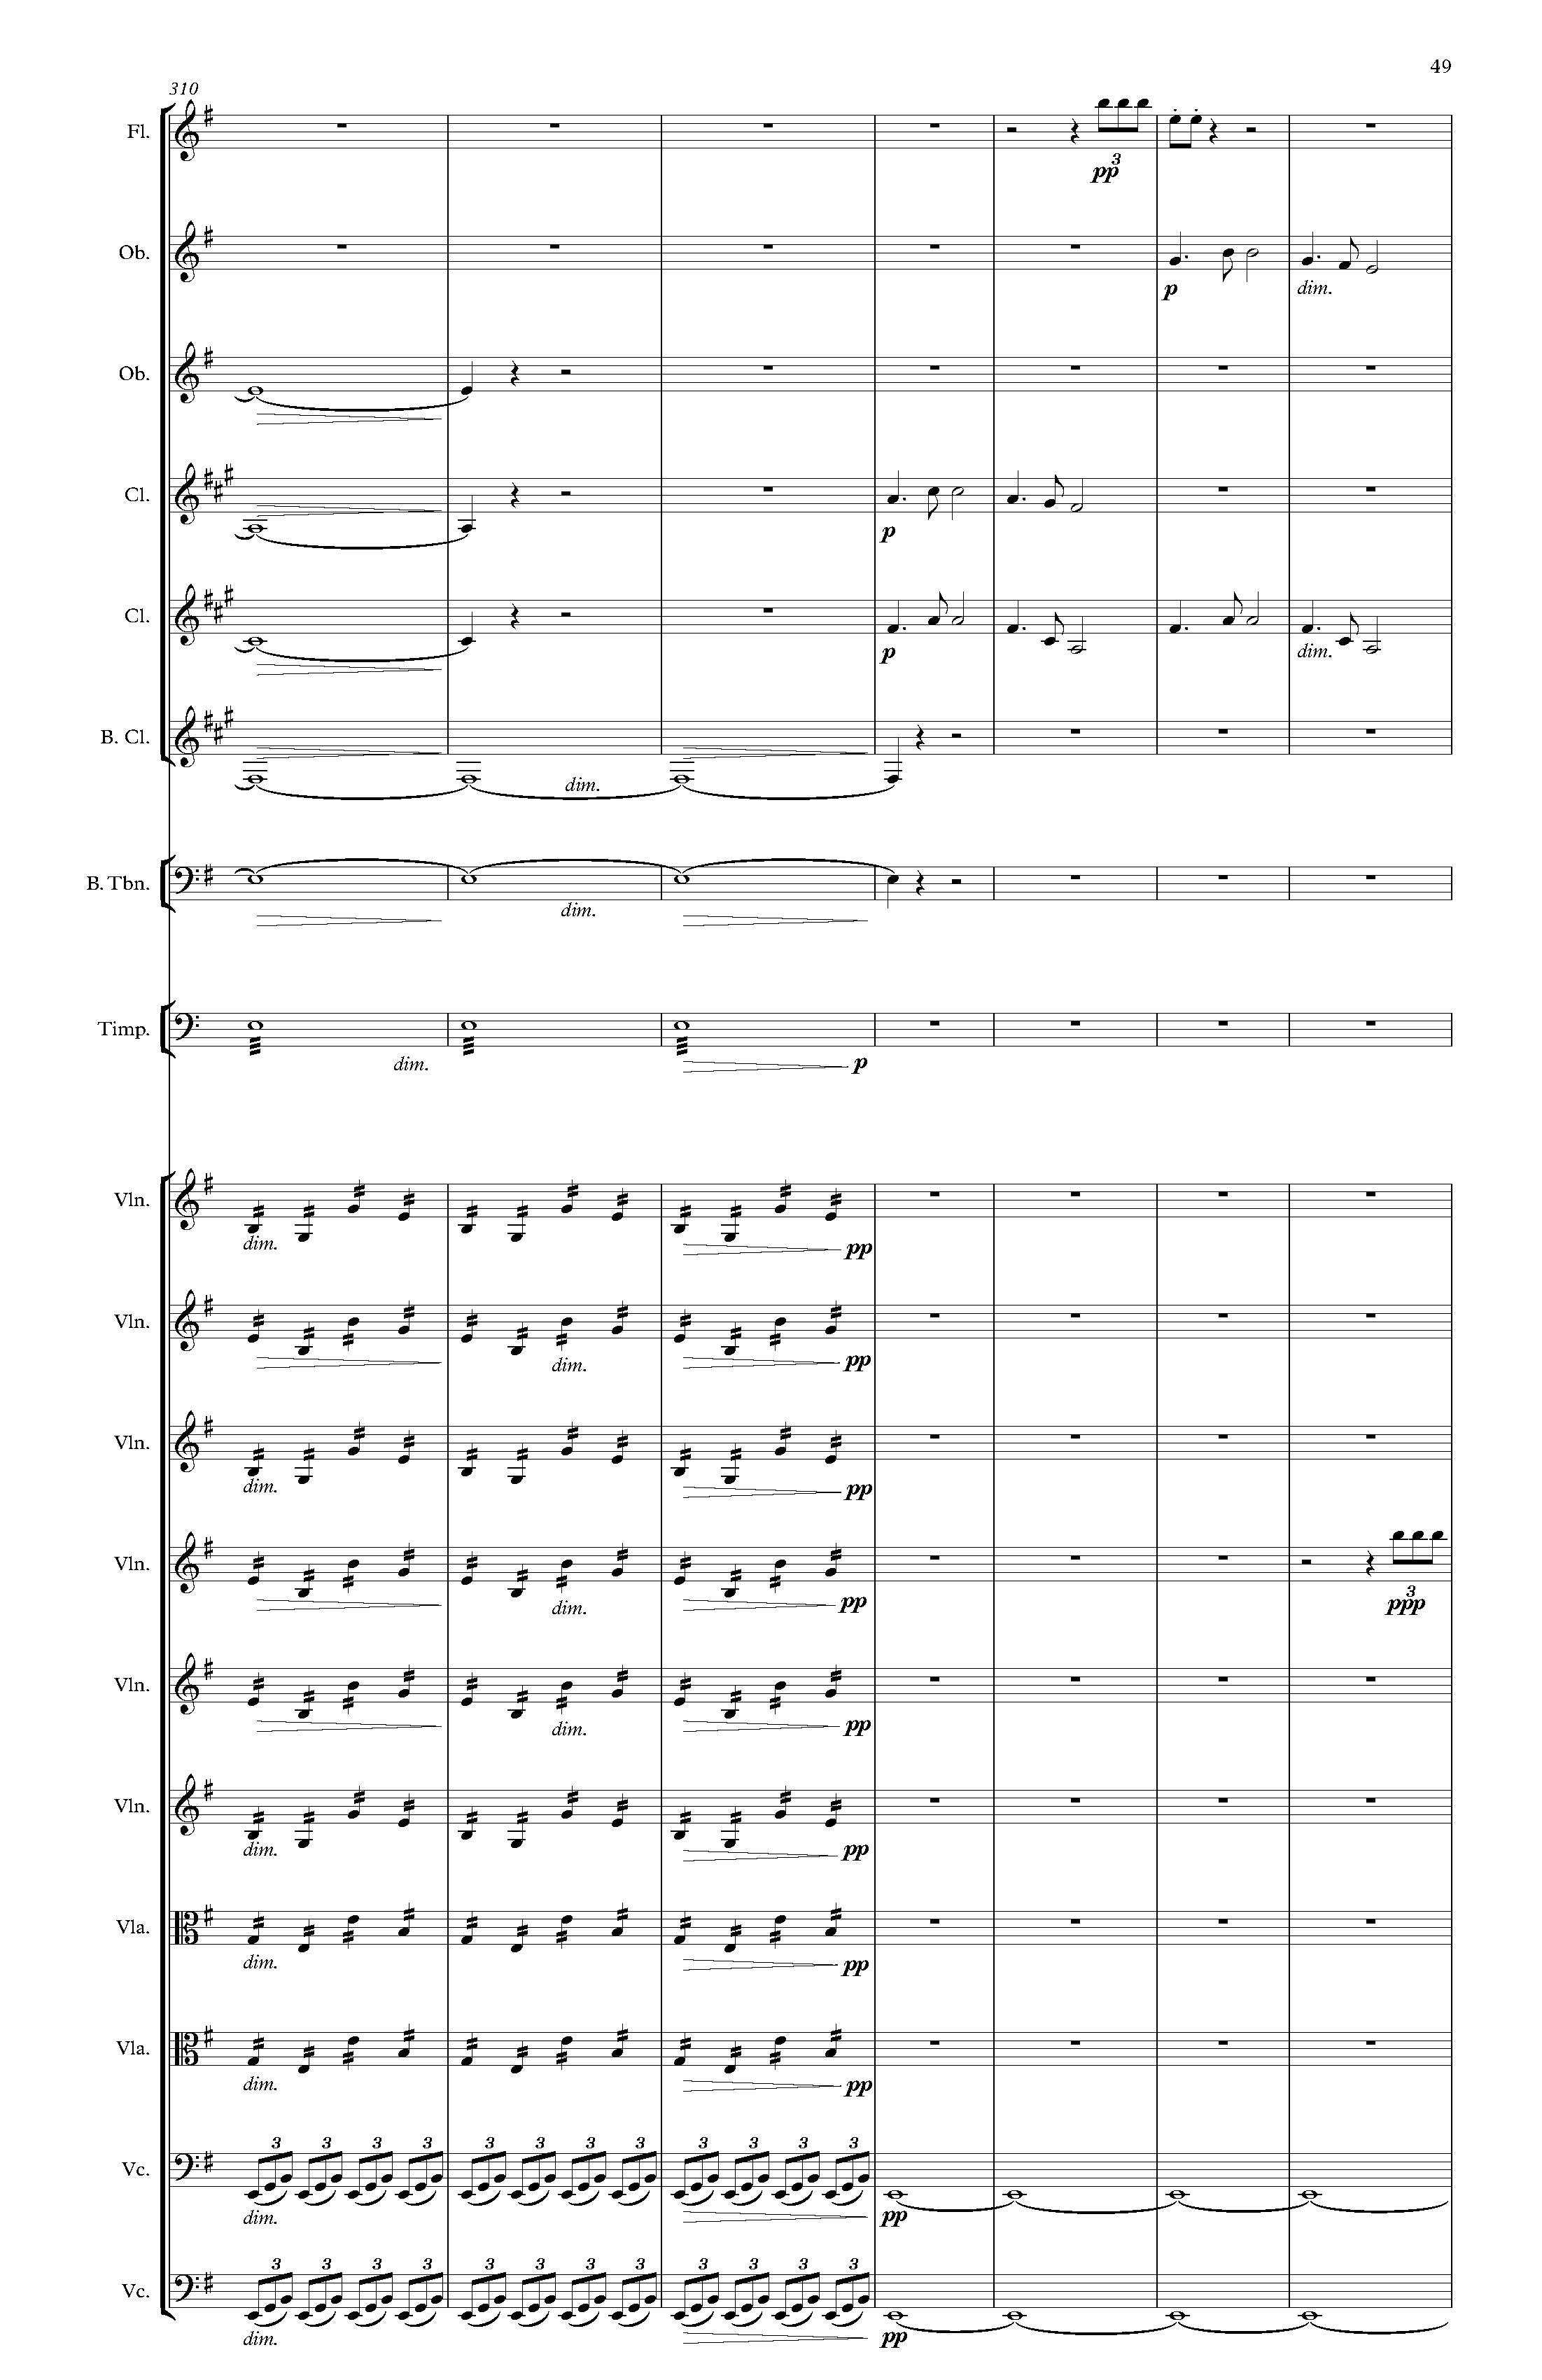 49
310
Fl.
3
pp
Ob.
p
dim.
Ob.
Cl.
p
Cl.
p
dim.
B. Cl.
dim.
B. Tbn.
dim.
Timp.
dim.
p
Vln.
dim.
pp
Vln.
dim.
pp
Vln.
dim.
pp
Vln.
dim.
pp
3
ppp
Vln.
dim.
pp
Vln.
dim.
pp
Vla.
dim.
pp
Vla.
dim.
pp
3 3 3 3 3 3 3 3 3 3 3 3
Vc.
dim.
pp
3 3 3 3 3 3 3 3 3 3 3 3
Vc.
dim.
pp